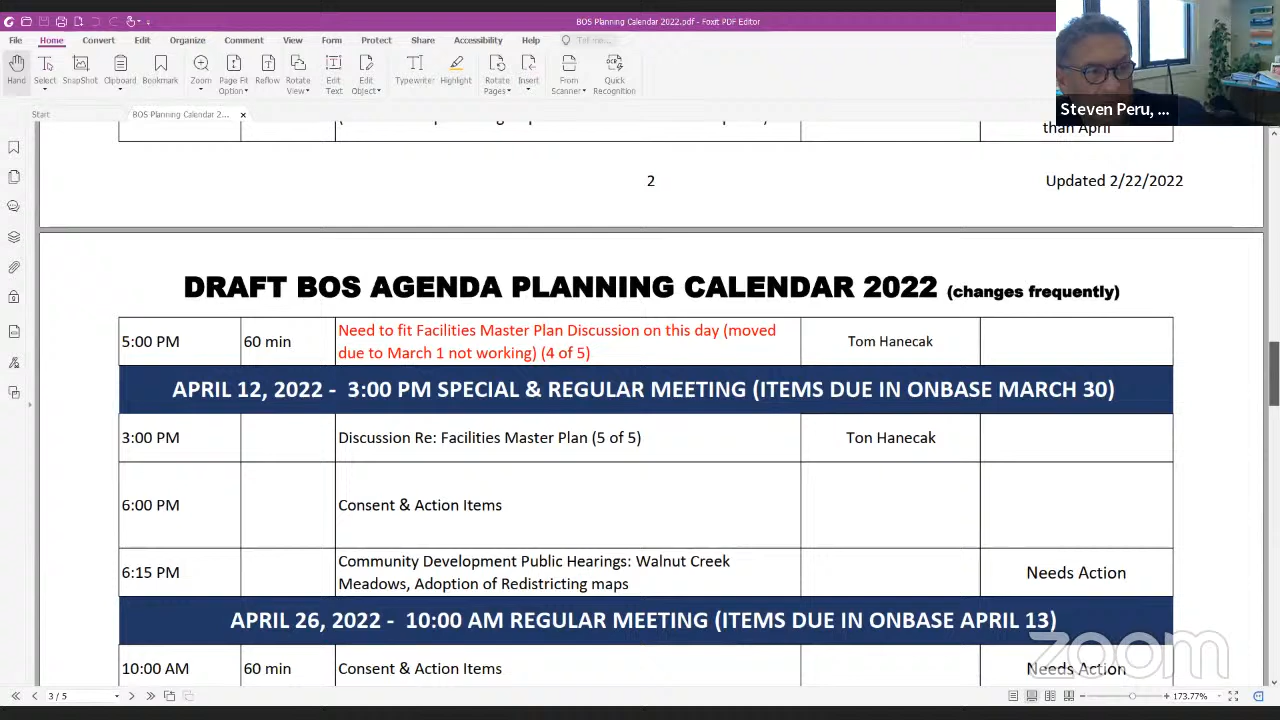 BOS Planning Calendar 2022.pdf - Foxit PDF Editor
File Home Convert Edit Organize Comment View Form Protect Share Accessibility Help Tell me...
Hand Select SnapShot Clipboard Bookmark Zoom Page Fit Option Reflow Rotate View Edit Text Edit Object Typewriter Highlight Rotate Pages Insert From Scanner Quick Recognition
Start BOS Planning Calendar 2...
Steven Peru, ...
than April
2
Updated 2/22/2022
DRAFT BOS AGENDA PLANNING CALENDAR 2022 (changes frequently)
5:00 PM 60 min Need to fit Facilities Master Plan Discussion on this day (moved
due to March 1 not working) (4 of 5) Tom Hanecak
APRIL 12, 2022 - 3:00 PM SPECIAL & REGULAR MEETING (ITEMS DUE IN ONBASE MARCH 30)
3:00 PM Discussion Re: Facilities Master Plan (5 of 5) Ton Hanecak
6:00 PM Consent & Action Items
6:15 PM Community Development Public Hearings: Walnut Creek
Meadows, Adoption of Redistricting maps Needs Action
APRIL 26, 2022 - 10:00 AM REGULAR MEETING (ITEMS DUE IN ONBASE APRIL 13)
10:00 AM 60 min Consent & Action Items Needs Action
zoom
3 / 5
173.77%